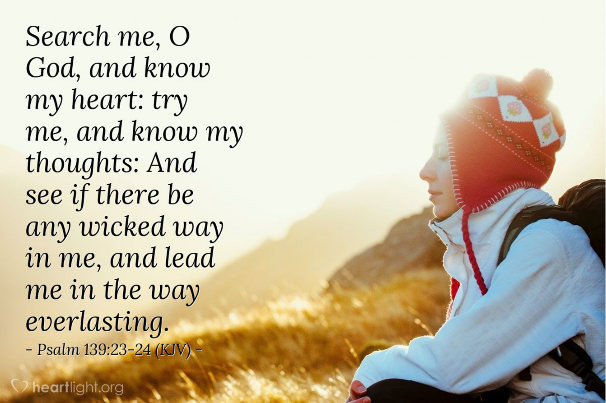 Search me, O
God, and know
my heart: try
me, and know my
thoughts: And
see if there be
any wicked way
in me, and lead
me in the way
everlasting.
- Psalm 139:23-24 (KJV) -
heartlight.org